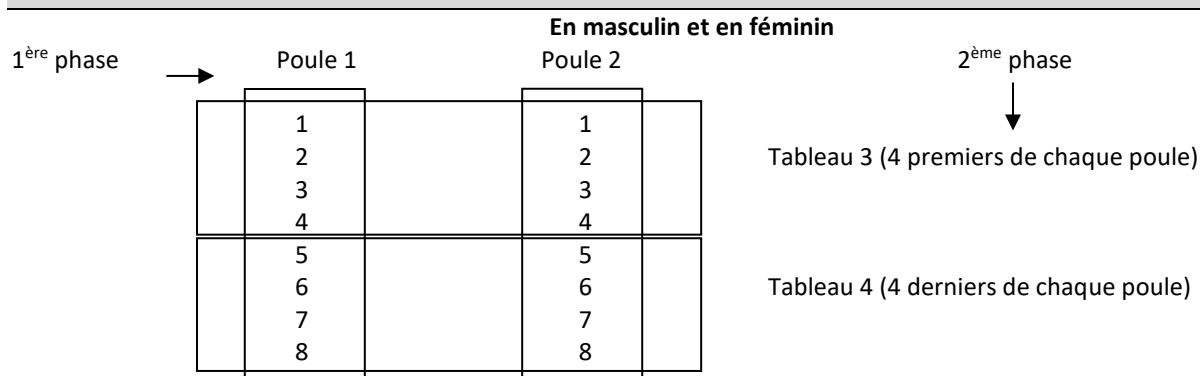 En masculin et en féminin
1ère phase Poule 1 Poule 2 2ème phase
1 1
2 2 Tableau 3 (4 premiers de chaque poule)
3 3
4 4
5 5
6 6 Tableau 4 (4 derniers de chaque poule)
7 7
8 8